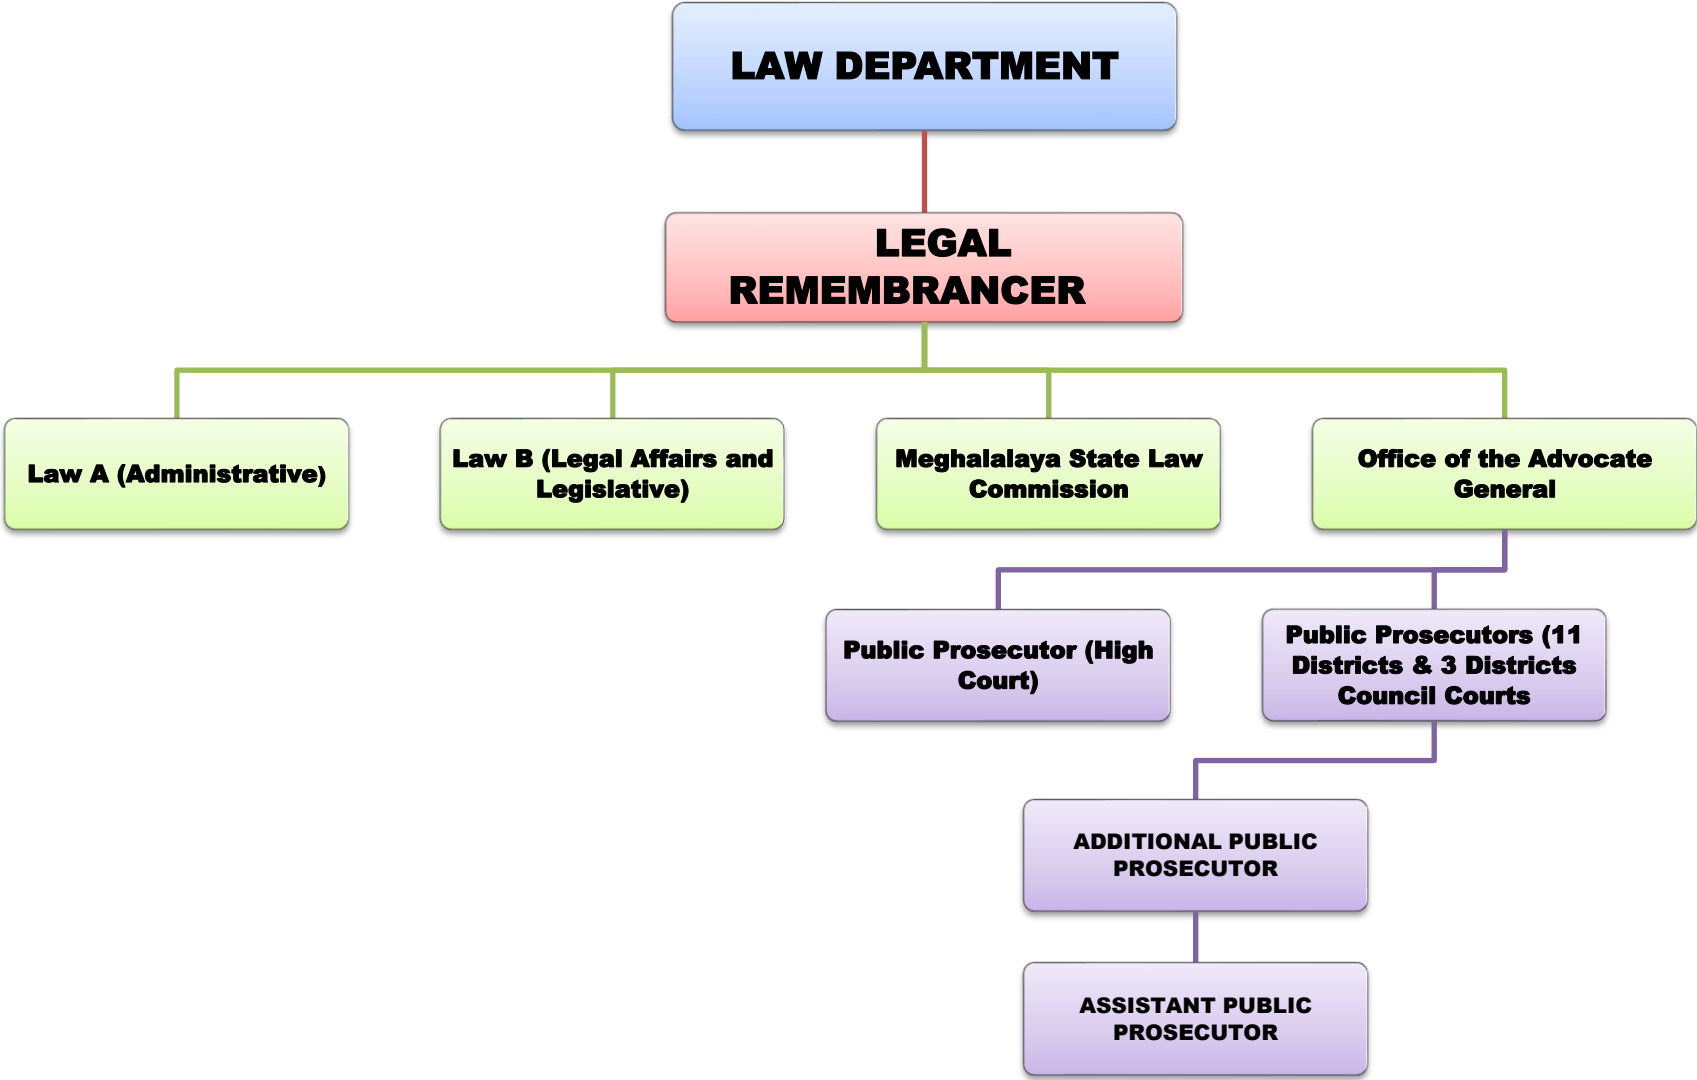 LAW DEPARTMENT
LEGAL
REMEMBRANCER
Law A (Administrative)
Law B (Legal Affairs and
Legislative)
Meghalalaya State Law
Commission
Office of the Advocate
General
Public Prosecutor (High
Court)
Public Prosecutors (11
Districts & 3 Districts
Council Courts
ADDITIONAL PUBLIC
PROSECUTOR
ASSISTANT PUBLIC
PROSECUTOR